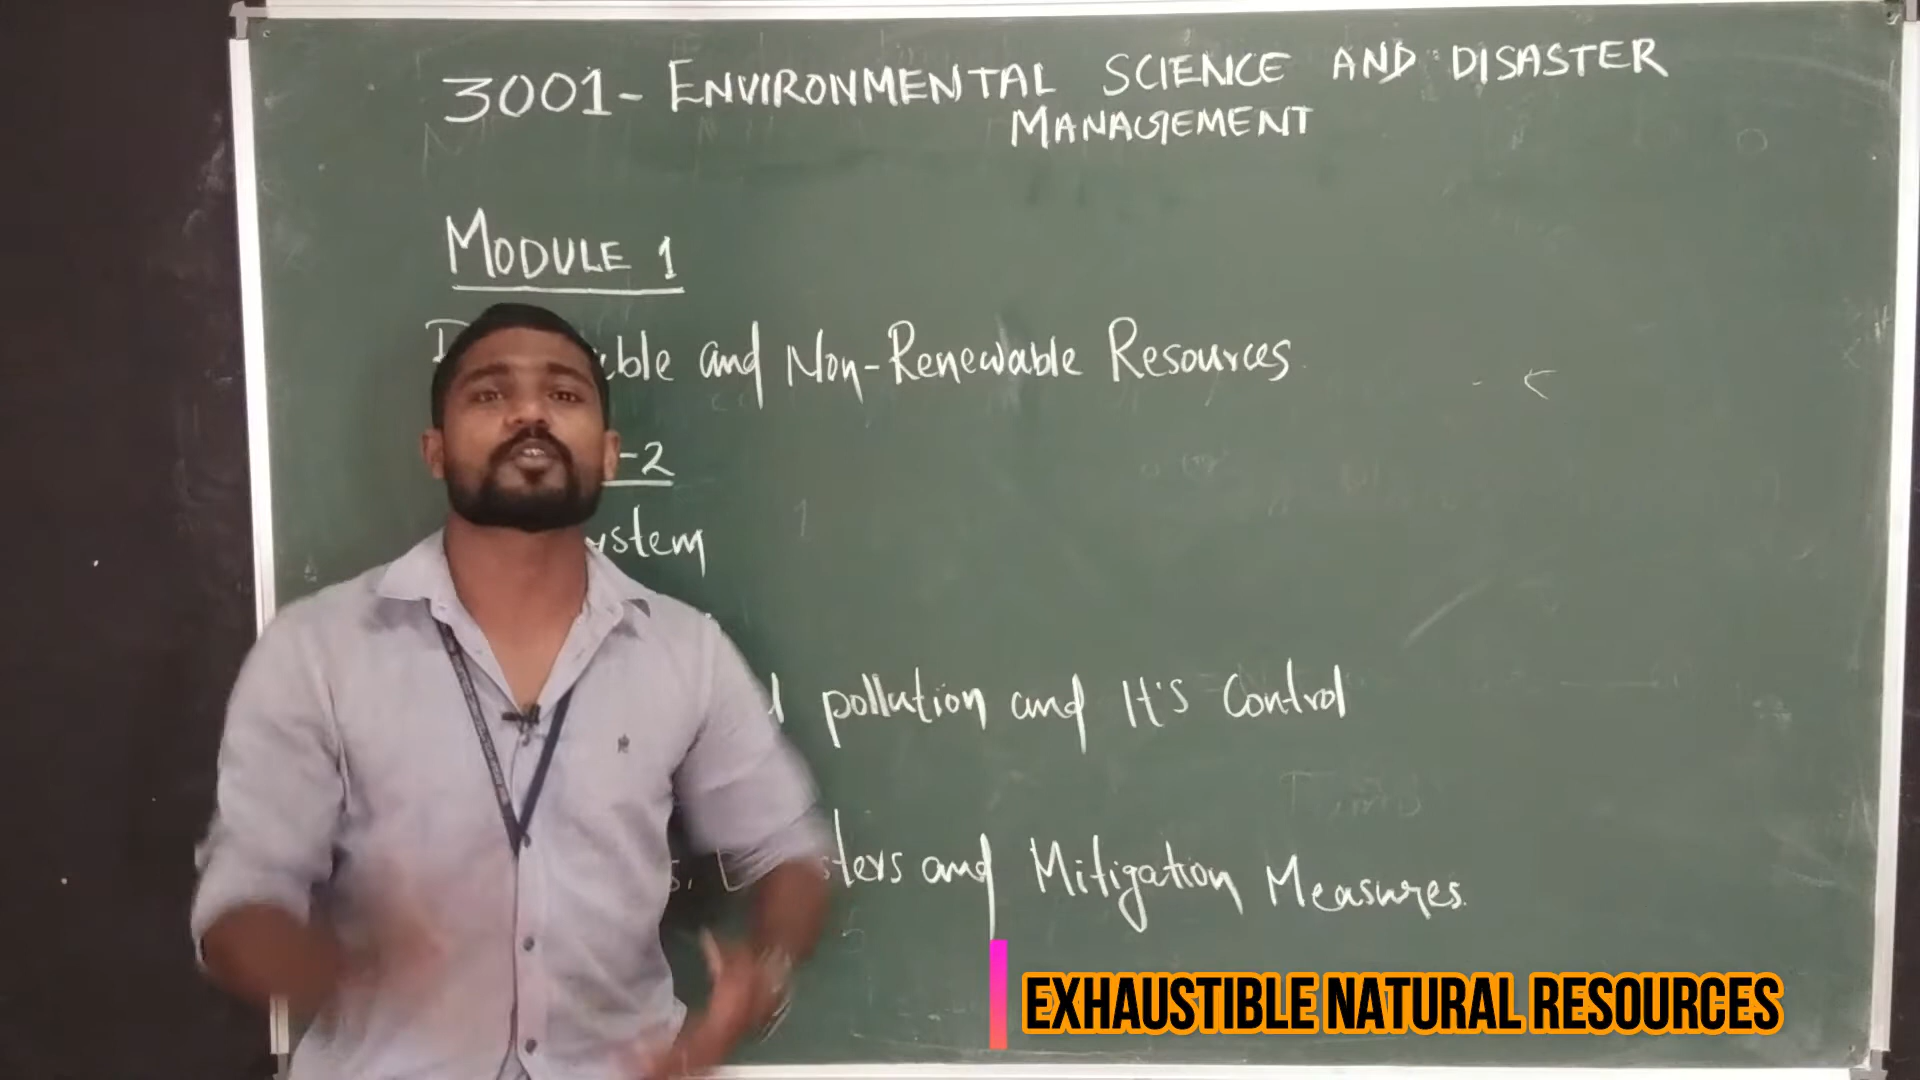 3001- ENVIRONMENTAL SCIENCE AND DISASTER
MANAGEMENT
MODULE 1
and Non-Renewable Resources.
-2
pollution and It's Control
and Mitigation Measures.
EXHAUSTIBLE NATURAL RESOURCES